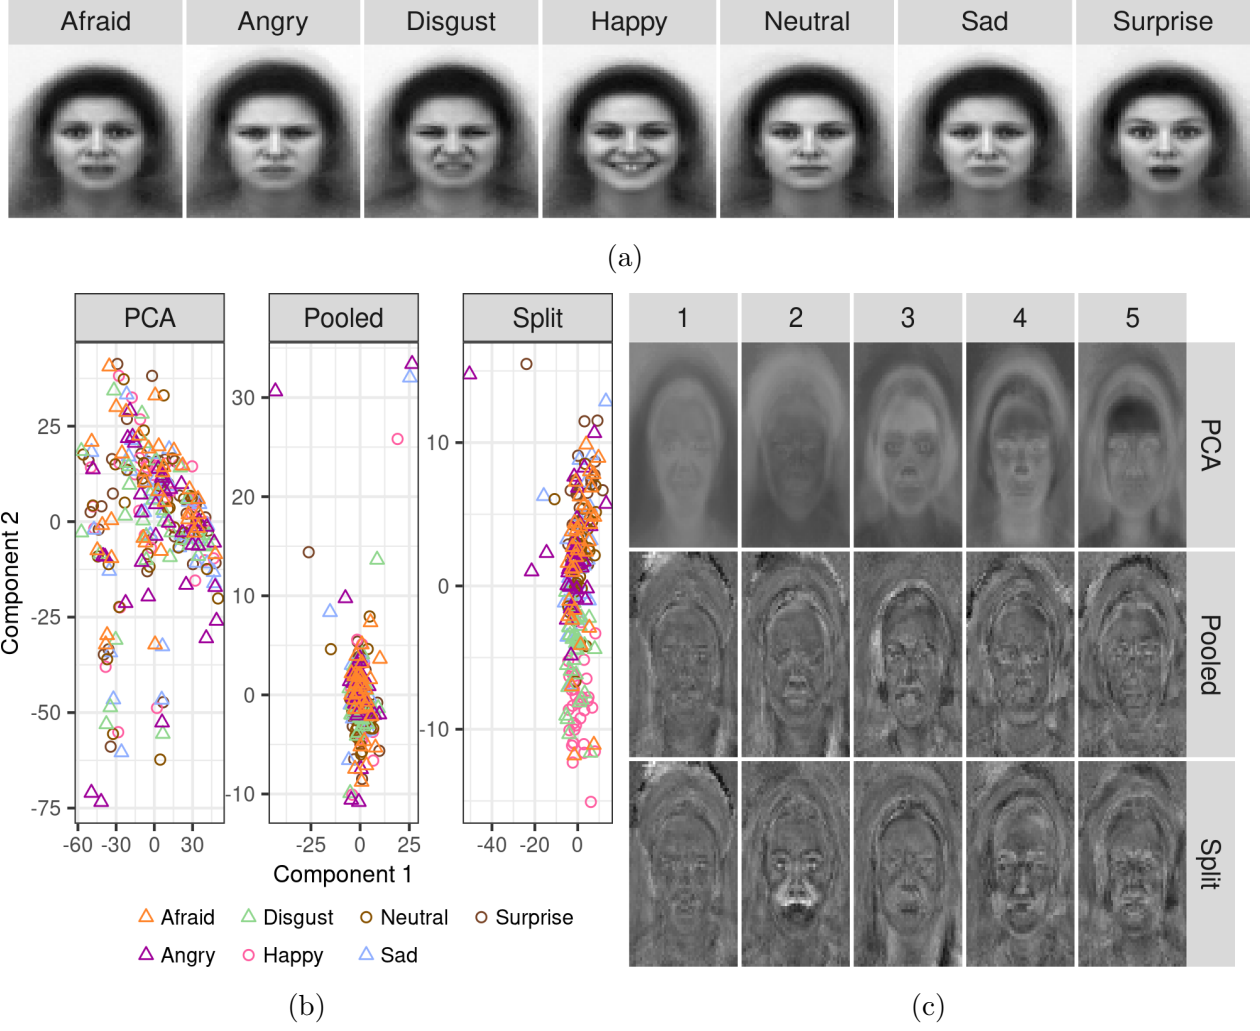 Afraid Angry Disgust Happy Neutral Sad Surprise
(a)
PCA Pooled Split
25
0
-25
-50
-75
30
20
10
0
-10
10
0
-10
-60 -30 0 30
-25 0 25
-40 -20 0
Component 2
Component 1
Afraid Disgust Neutral Surprise
Angry Happy Sad
(b)
1 2 3 4 5
PCA
Pooled
Split
(c)